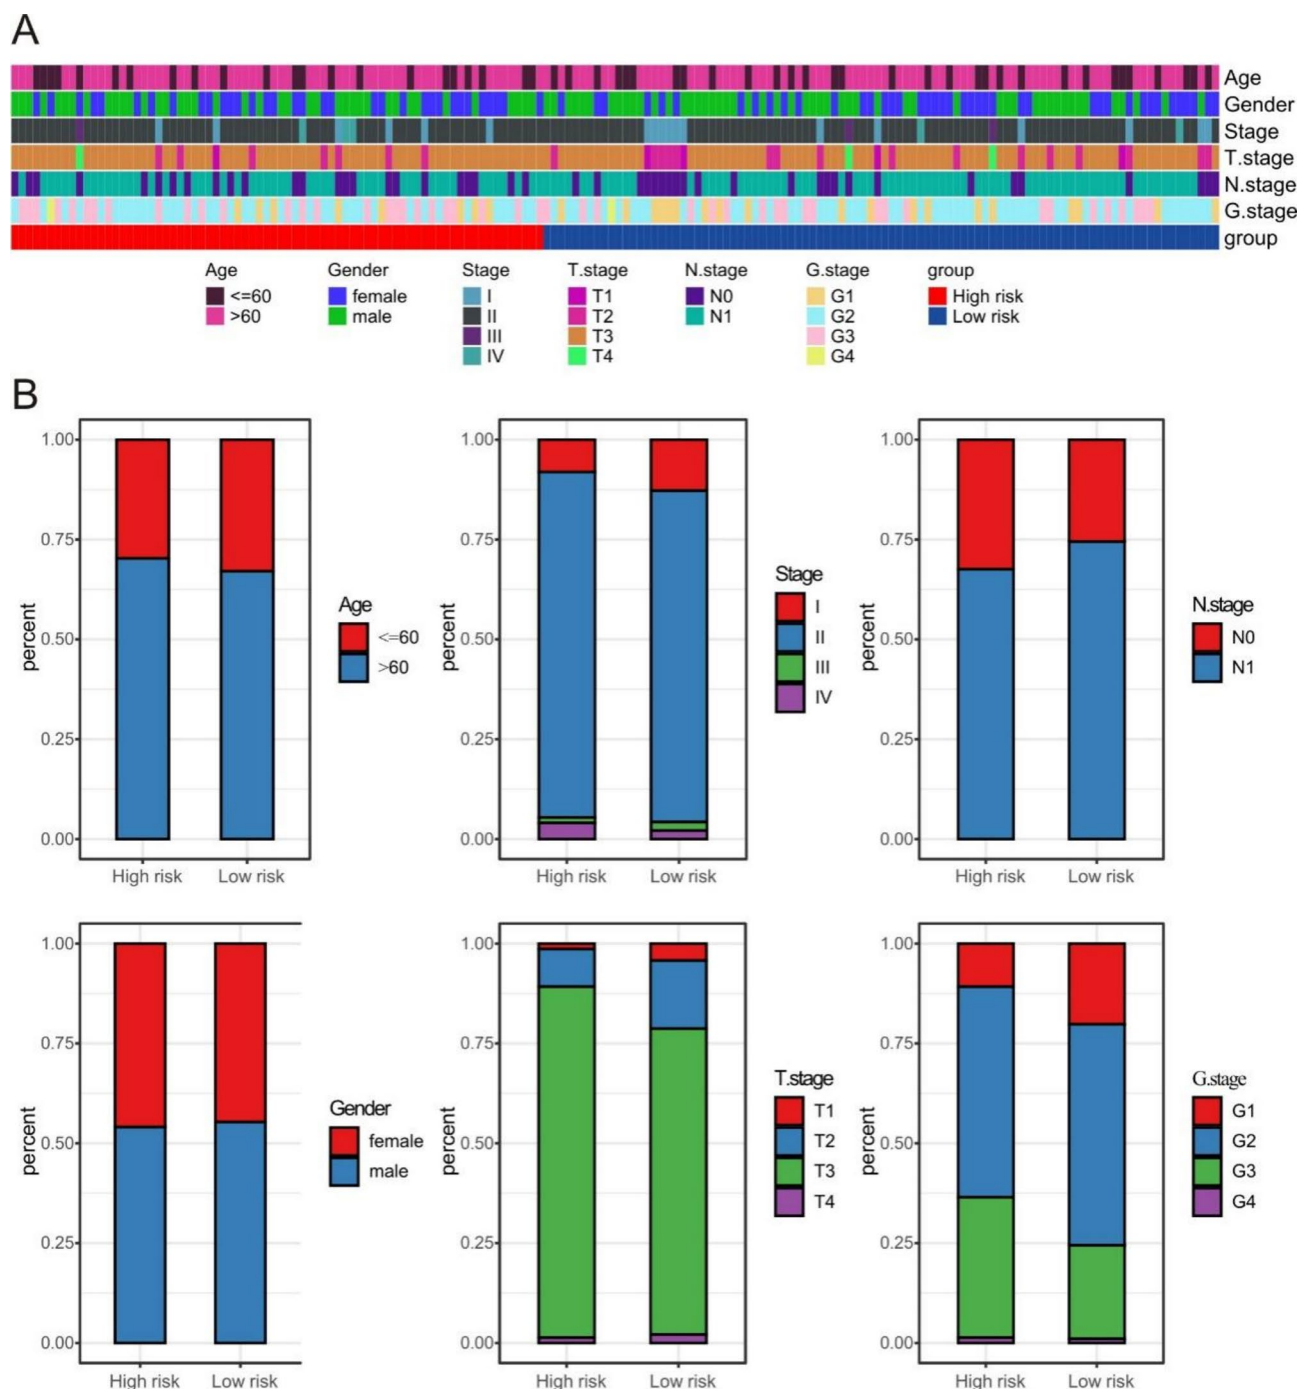 A
Age
Gender
Stage
T.stage
N.stage
G.stage
group
Age Gender Stage T.stage N.stage G.stage group
<=60 female I T1 N0 G1 High risk
>60 male II T2 N1 G2 Low risk
III T3 G3
IV T4 G4
B
1.00 1.00 1.00
0.75 0.75 0.75
0.50 0.50 0.50
0.25 0.25 0.25
0.00 0.00 0.00
percent percent percent
Age
<=60
>60
Stage
I
II
III
IV
N.stage
N0
N1
High risk Low risk High risk Low risk High risk Low risk
1.00 1.00 1.00
0.75 0.75 0.75
0.50 0.50 0.50
0.25 0.25 0.25
0.00 0.00 0.00
percent percent percent
Gender
female
male
T.stage
T1
T2
T3
T4
G.stage
G1
G2
G3
G4
High risk Low risk High risk Low risk High risk Low risk